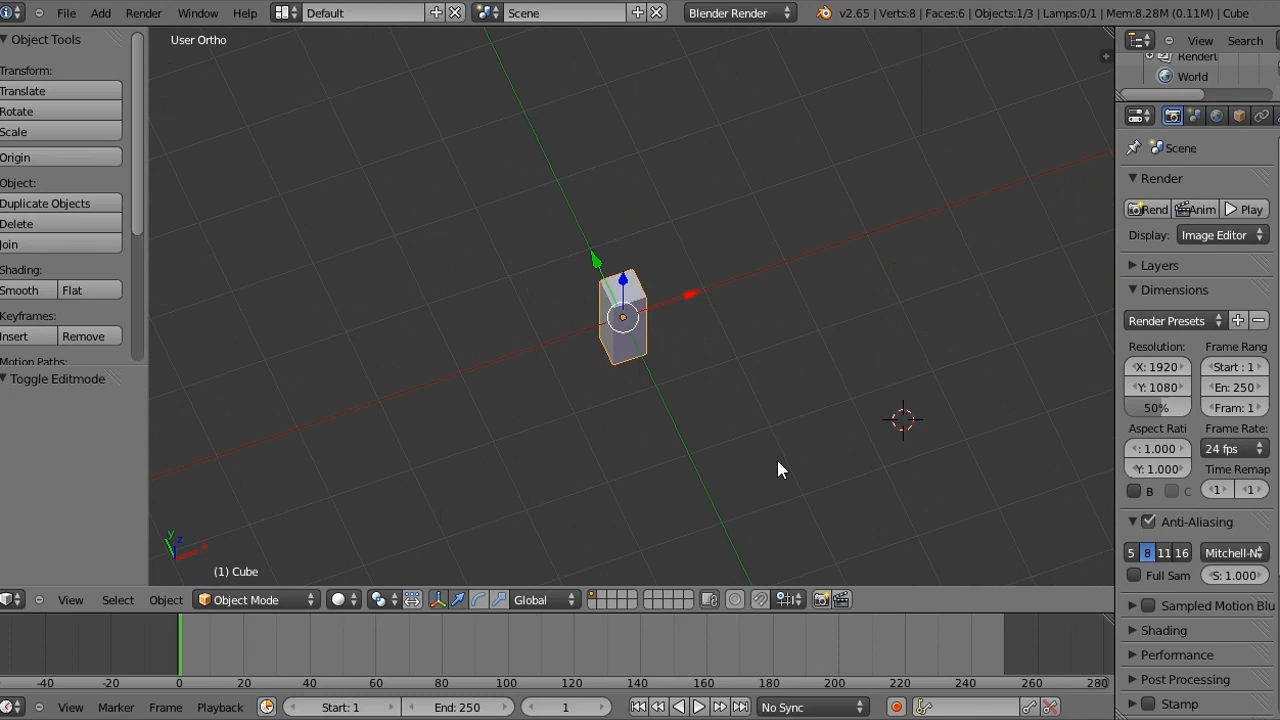 File Add Render Window Help Default Scene Blender Render v2.65 | Verts:8 | Faces:6 | Objects:1/3 | Lamps:0/1 | Mem:8.28M (0.11M) | Cube
Object Tools
Transform:
Translate
Rotate
Scale
Origin
Object:
Duplicate Objects
Delete
Join
Shading:
Smooth Flat
Keyframes:
Insert Remove
Motion Paths:
Toggle Editmode
User Ortho
y z x
(1) Cube
View Select Object Object Mode Global
-40 -20 0 20 40 60 80 100 120 140 160 180 200 220 240 260 280
View Marker Frame Playback Start: 1 End: 250 1 No Sync
View Search
RenderL
World
Scene
Render
Rend Anim Play
Display: Image Editor
Layers
Dimensions
Render Presets
Resolution: Frame Rang
X: 1920 Start : 1
Y: 1080 En: 250
50% Fram: 1
Aspect Rati Frame Rate:
: 1.000 24 fps
Y: 1.000 Time Remap
B C 1 1
Anti-Aliasing
5 8 11 16 Mitchell-N
Full Sam S: 1.000
Sampled Motion Blu
Shading
Performance
Post Processing
Stamp